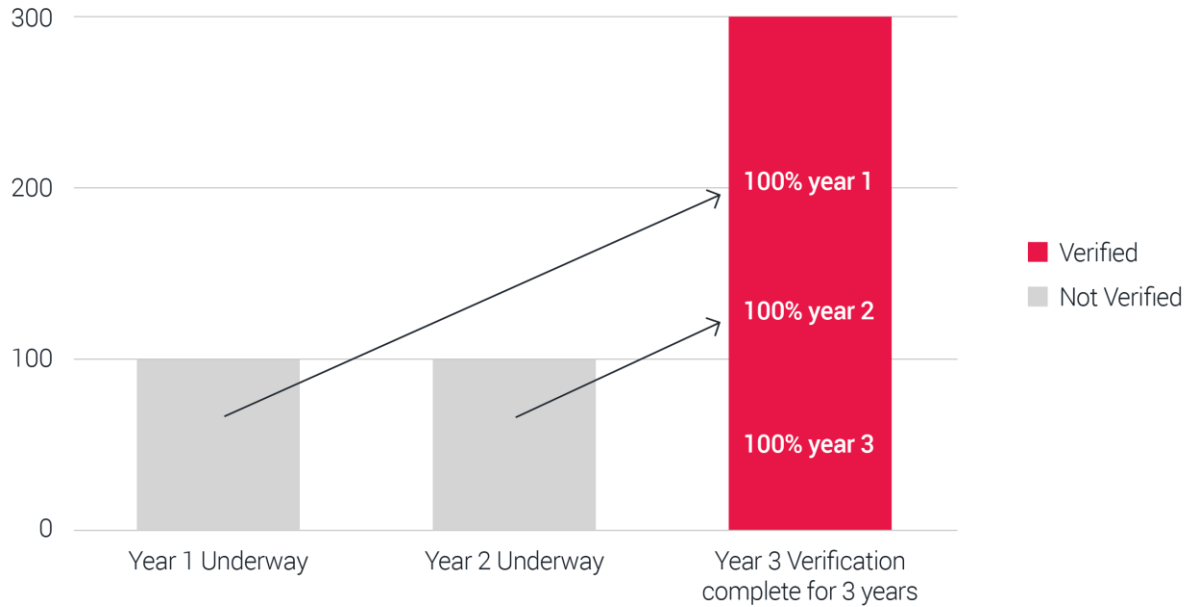 300
200
100
0
100% year 1
100% year 2
100% year 3
Verified
Not Verified
Year 1 Underway
Year 2 Underway
Year 3 Verification
complete for 3 years